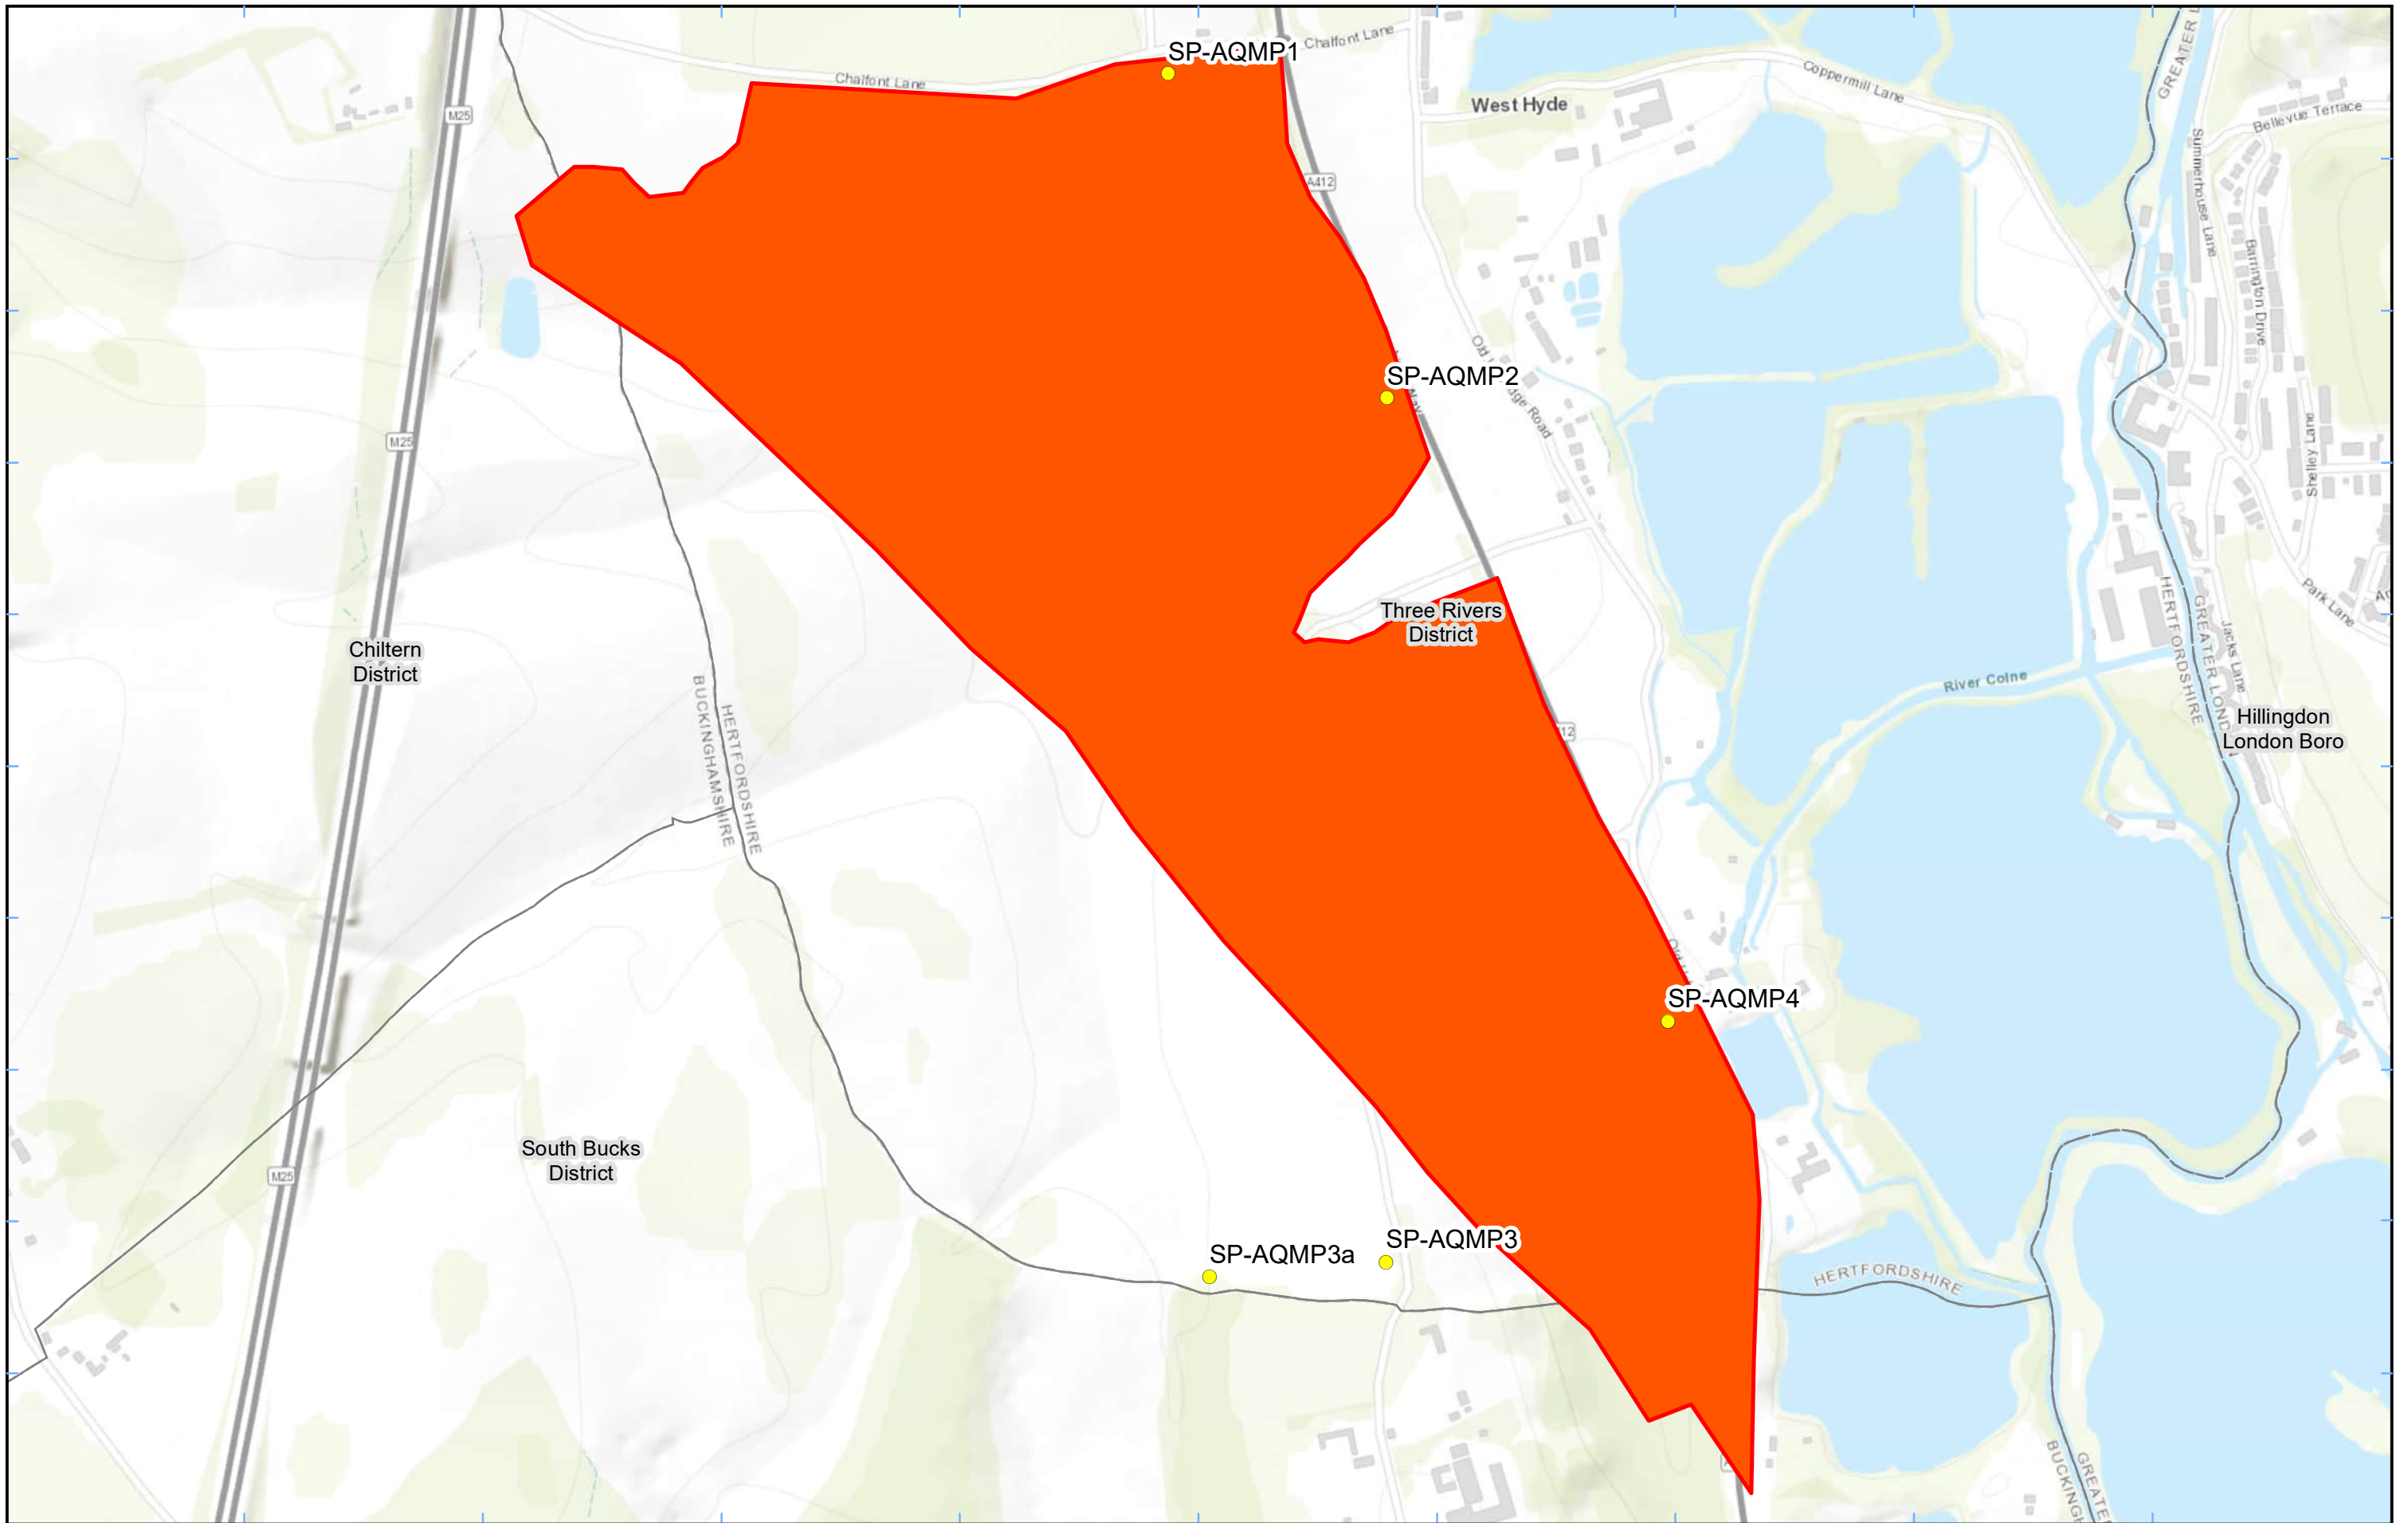 SP-AQMP1
Chalfont Lane
Chalfont Lane
Coppermill Lane
GREATER
Bellevue Terrace
West Hyde
M25
Summerhouse Lane
A412
Barrington Drive
SP-AQMP2
Shelley Lane
M25
Three Rivers
District
Park Lane
HERTFORDSHIRE
GREATER LONDON
Jacks Lane
Chiltern
District
River Colne
BUCKINGHAMSHIRE
HERTFORDSHIRE
Hillingdon
London Boro
SP-AQMP4
South Bucks
District
M25
SP-AQMP3
SP-AQMP3a
HERTFORDSHIRE